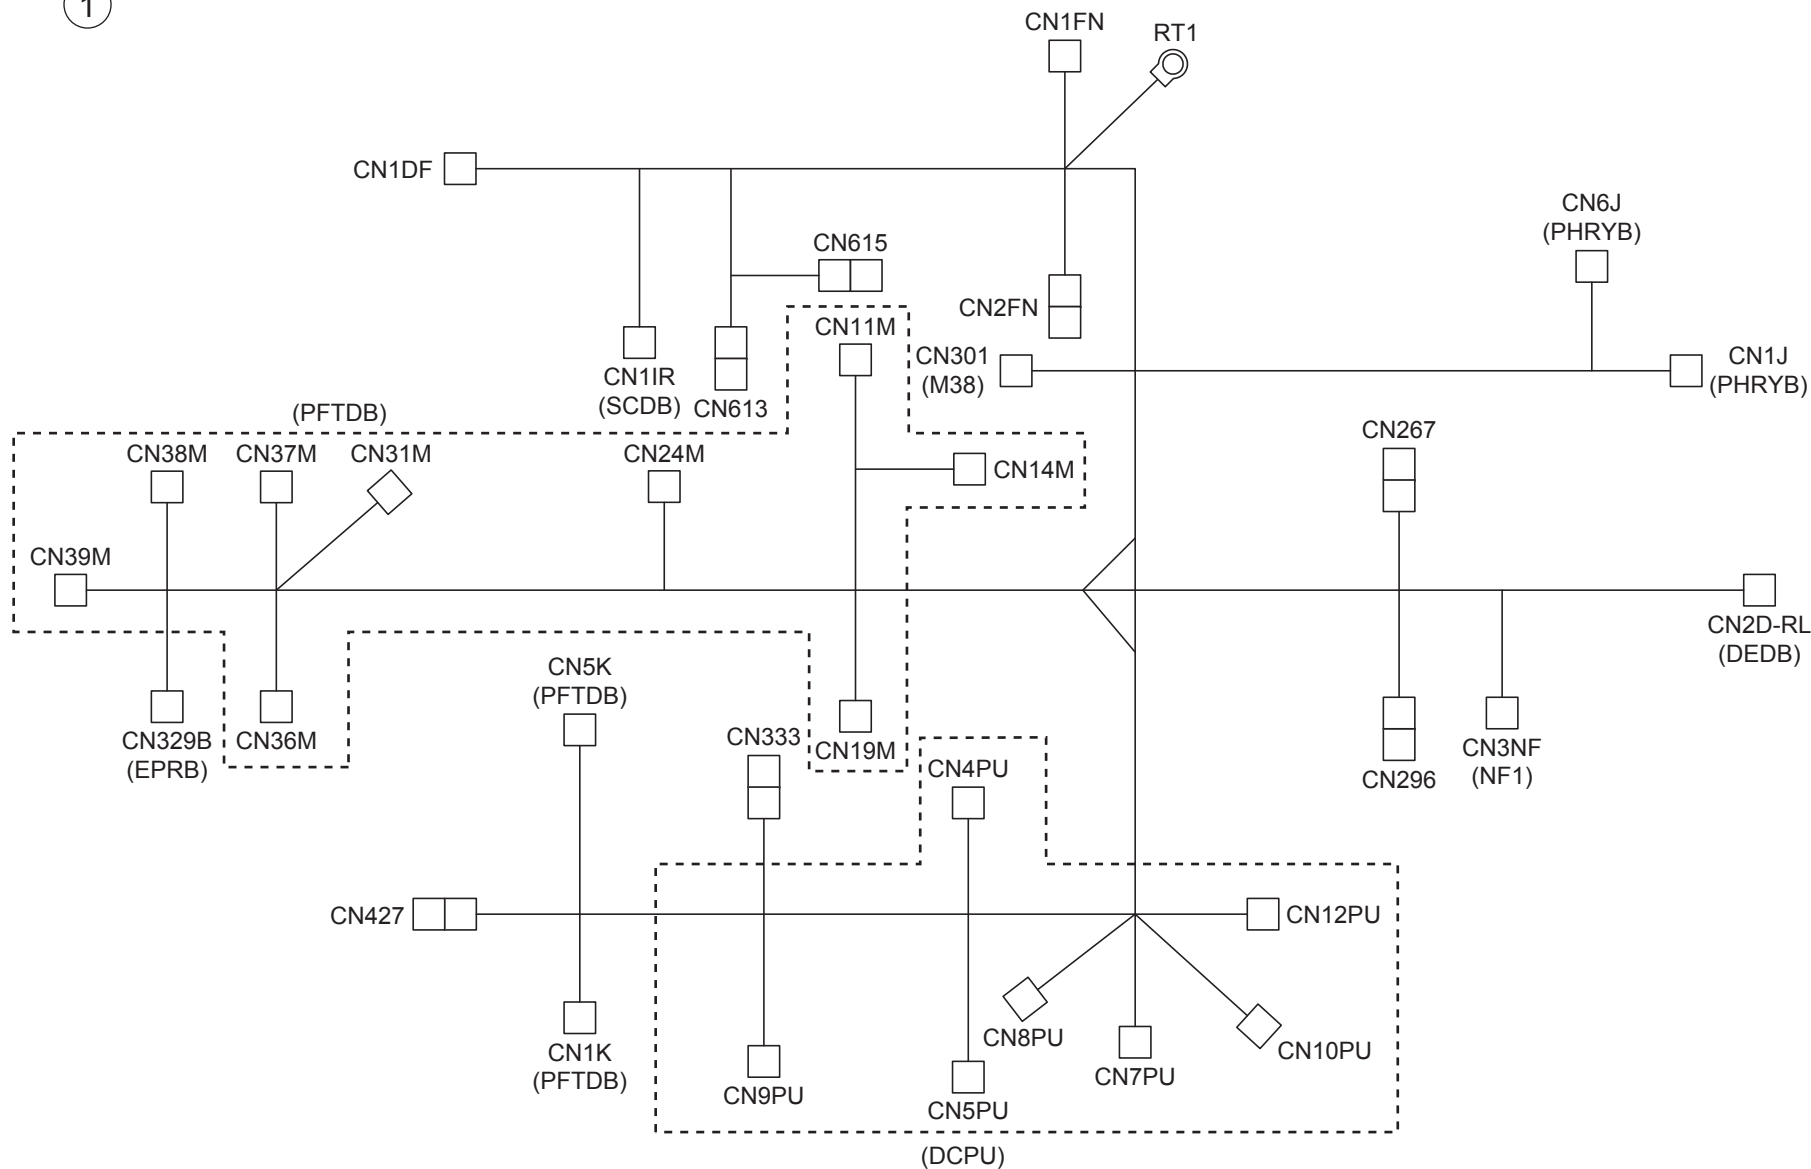 1
CN1FN
RT1
CN1DF
CN6J
(PHRYB)
CN615
CN2FN
CN11M
CN301
(M38)
CN1J
(PHRYB)
CN1IR
(SCDB)
CN613
(PFTDB)
CN38M
CN37M
CN31M
CN24M
CN14M
CN267
CN39M
CN2D-RL
(DEDB)
CN5K
(PFTDB)
CN329B
(EPRB)
CN36M
CN333
CN19M
CN4PU
CN296
CN3NF
(NF1)
CN427
CN12PU
CN8PU
CN10PU
CN7PU
CN1K
(PFTDB)
CN9PU
CN5PU
(DCPU)